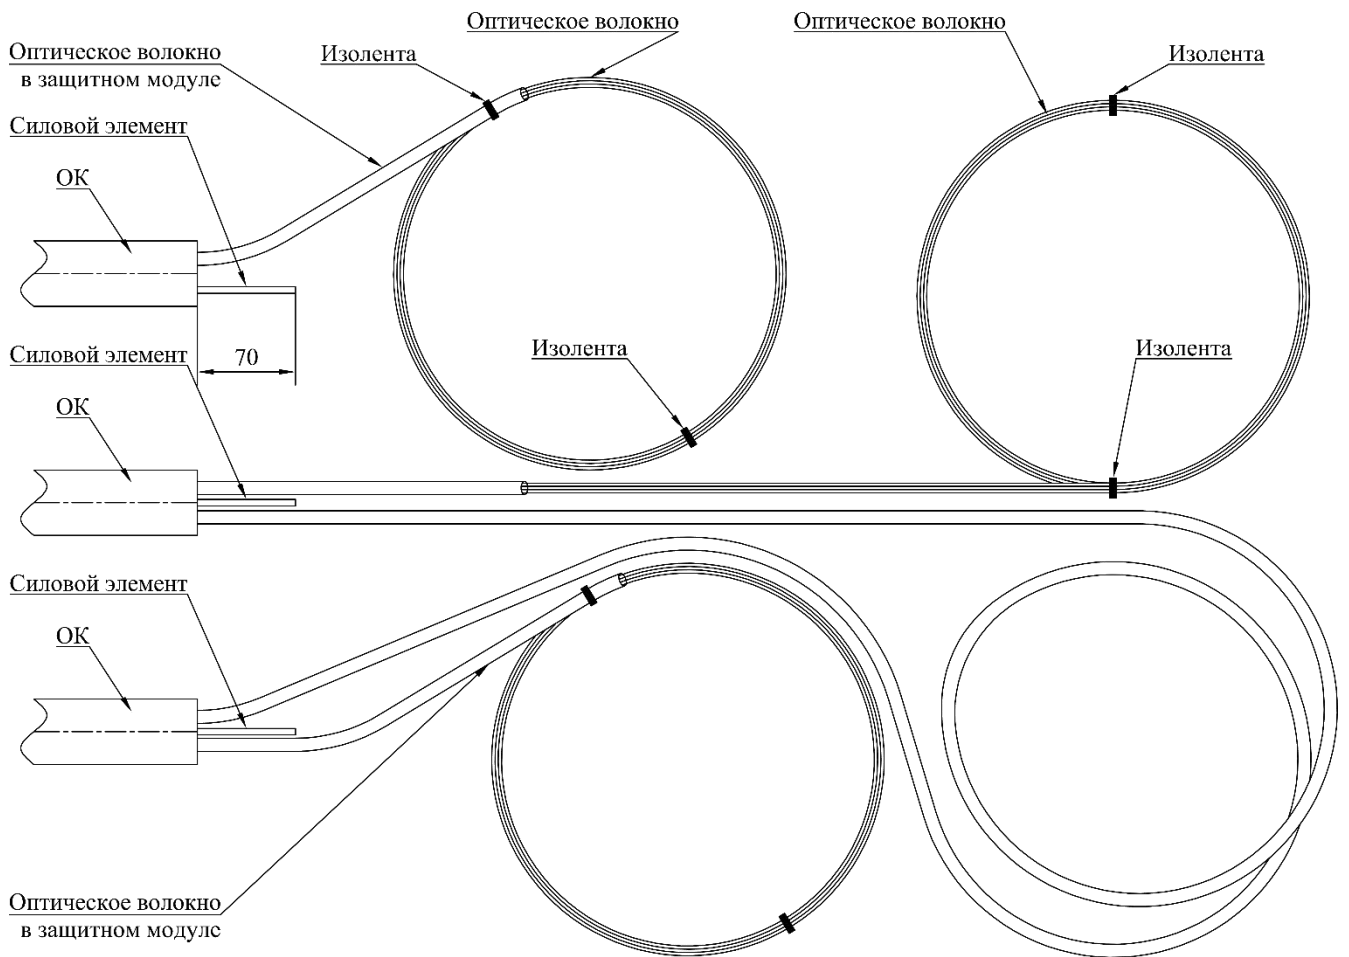 Оптическое волокно
Оптическое волокно
Оптическое волокно
в защитном модуле
Изолента
Изолента
Силовой элемент
ОК
Изолента
Изолента
Силовой элемент
70
ОК
Силовой элемент
ОК
Оптическое волокно
в защитном модуле